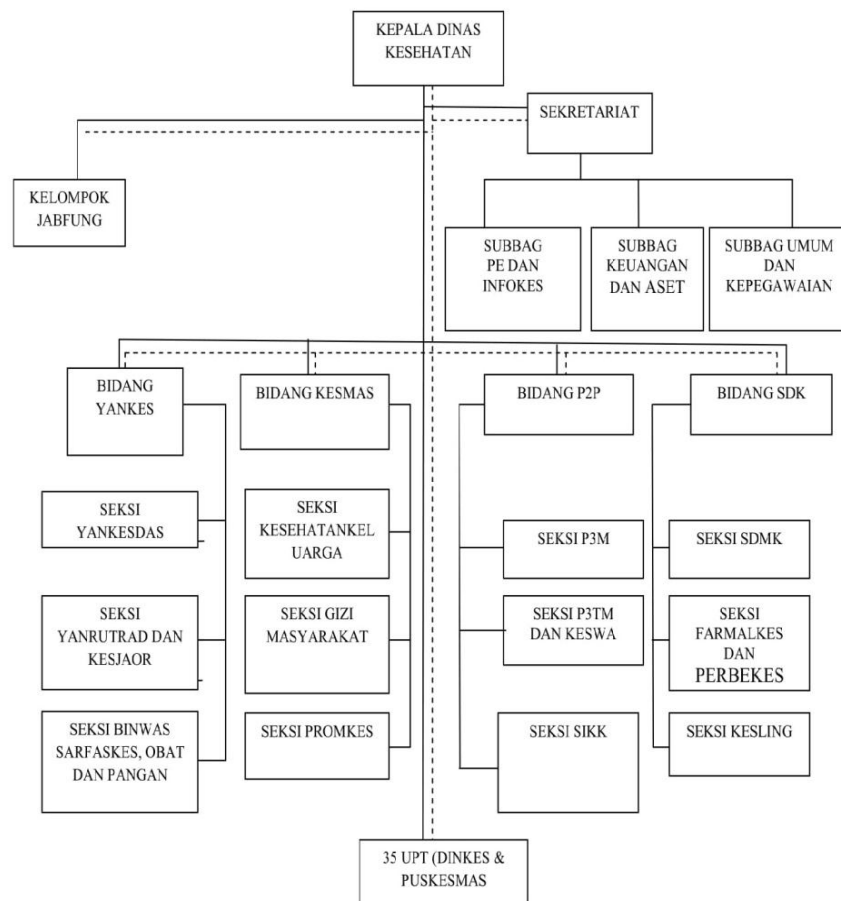 KEPALA DINAS
KESEHATAN
SEKRETARIAT
KELOMPOK
JABFUNG
SUBBAG
PE DAN
INFOKES
SUBBAG
KEUANGAN
DAN ASET
SUBBAG UMUM
DAN
KEPEGAWAIAN
BIDANG
YANKES
BIDANG KESMAS
BIDANG P2P
BIDANG SDK
SEKSI
YANKESDAS
SEKSI
KESEHATANKEL
UARGA
SEKSI P3M
SEKSI SDMK
SEKSI
YANRUTRAD DAN
KESJAOR
SEKSI GIZI
MASYARAKAT
SEKSI P3TM
DAN KESWA
SEKSI
FARMALKES
DAN
PERBEKES
SEKSI BINWAS
SARFASKES, OBAT
DAN PANGAN
SEKSI PROMKES
SEKSI SIKK
SEKSI KESLING
35 UPT (DINKES &
PUSKESMAS